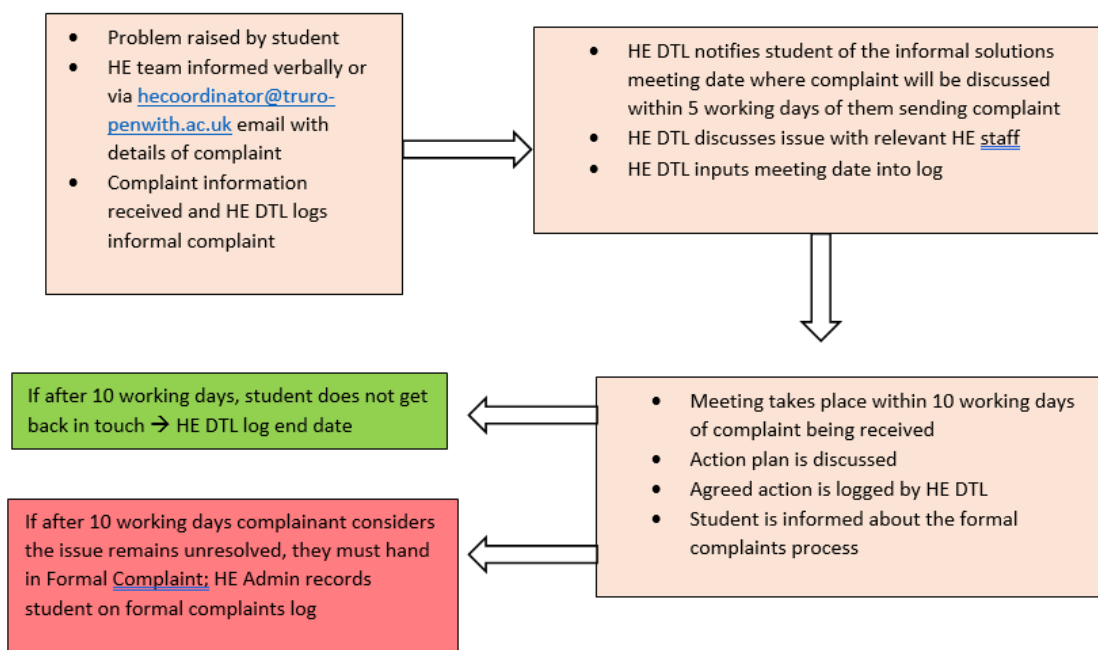 • Problem raised by student
• HE team informed verbally or
via hecoordinator@truro-
penwith.ac.uk email with
details of complaint
• Complaint information
received and HE DTL logs
informal complaint
• HE DTL notifies student of the informal solutions
meeting date where complaint will be discussed
within 5 working days of them sending complaint
• HE DTL discusses issue with relevant HE staff
• HE DTL inputs meeting date into log
• Meeting takes place within 10 working days
of complaint being received
• Action plan is discussed
• Agreed action is logged by HE DTL
• Student is informed about the formal
complaints process
If after 10 working days, student does not get
back in touch → HE DTL log end date
If after 10 working days complainant considers
the issue remains unresolved, they must hand
in Formal Complaint; HE Admin records
student on formal complaints log